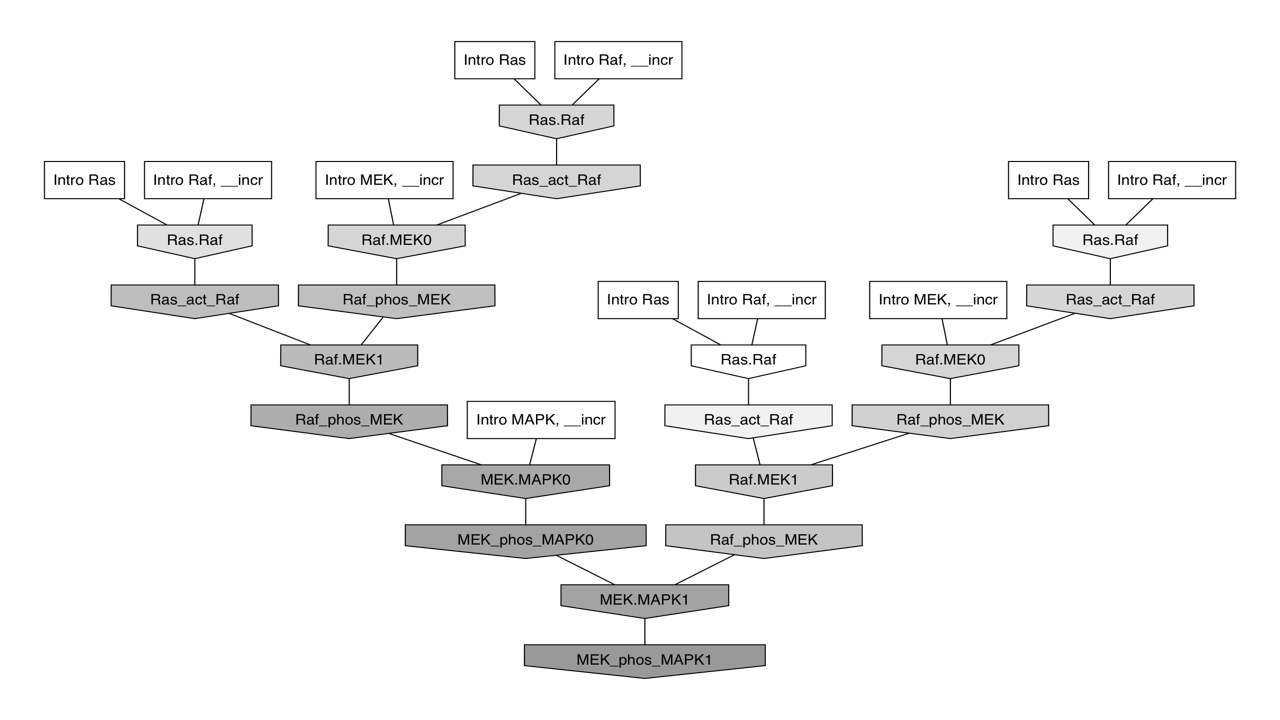 Intro Ras
Intro Raf, __incr
Ras.Raf
Intro Ras
Intro Raf, __incr
Intro MEK, __incr
Ras_act_Raf
Intro Ras
Intro Raf, __incr
Ras.Raf
Raf.MEK0
Ras.Raf
Ras_act_Raf
Raf_phos_MEK
Intro Ras
Intro Raf, __incr
Intro MEK, __incr
Ras_act_Raf
Raf.MEK1
Ras.Raf
Raf.MEK0
Raf_phos_MEK
Intro MAPK, __incr
Ras_act_Raf
Raf_phos_MEK
MEK.MAPK0
Raf.MEK1
MEK_phos_MAPK0
Raf_phos_MEK
MEK.MAPK1
MEK_phos_MAPK1